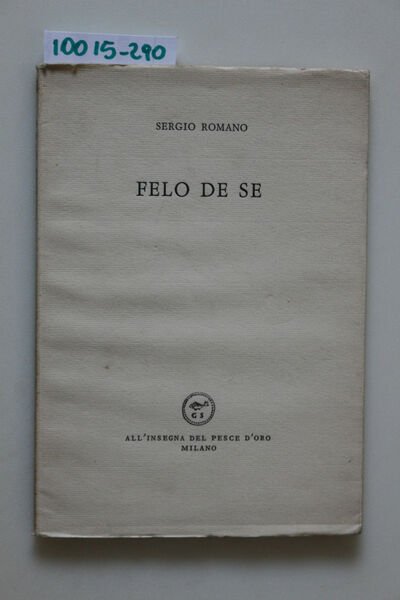 10015-290
SERGIO ROMANO
FELO DE SE
G S
ALL'INSEGNA DEL PESCE D'ORO
MILANO